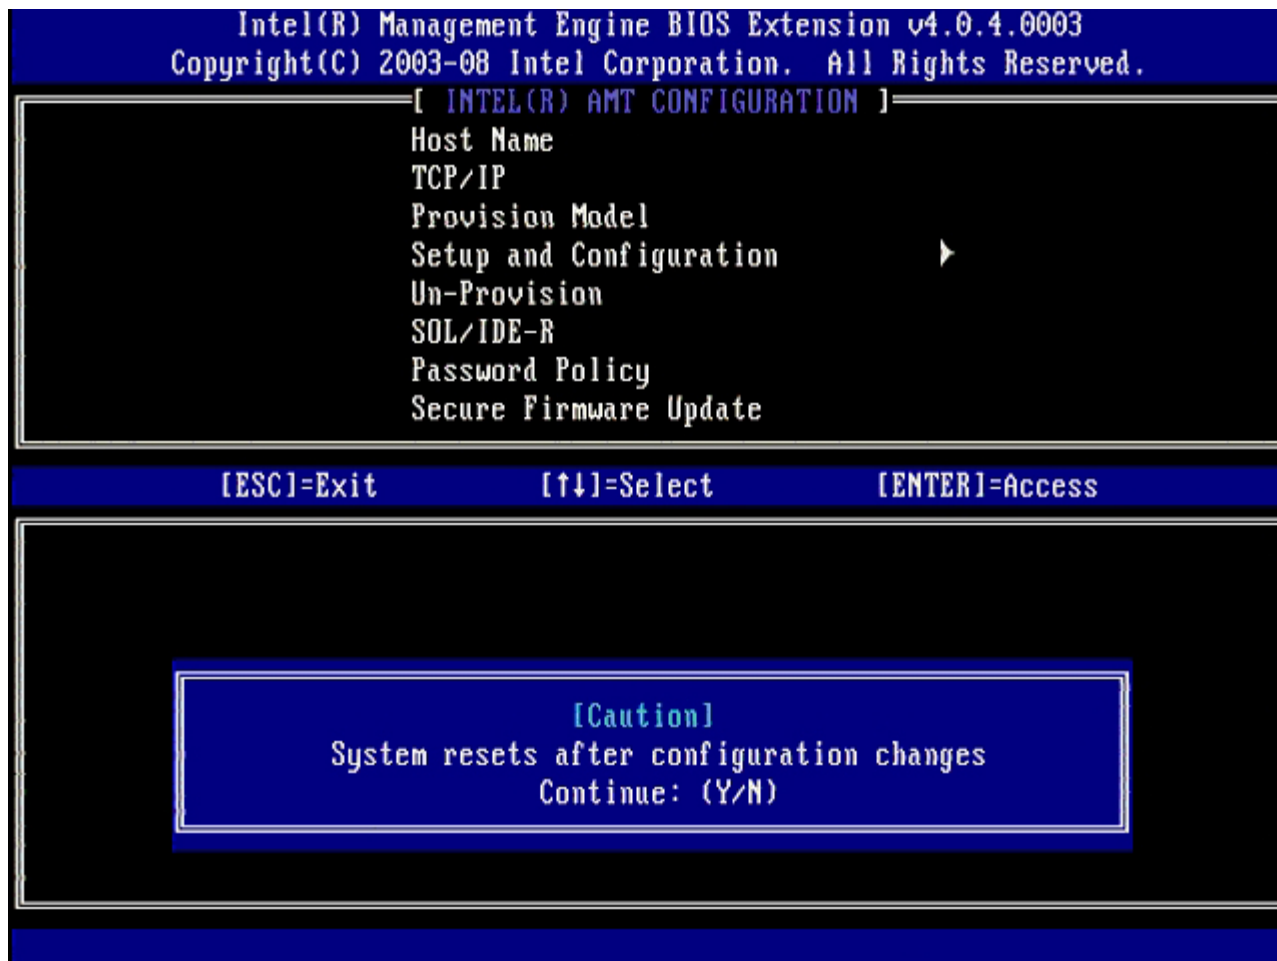 Intel(R) Management Engine BIOS Extension v4.0.4.0003
Copyright(C) 2003-08 Intel Corporation. All Rights Reserved.
[ INTEL(R) AMT CONFIGURATION ]
Host Name
TCP/IP
Provision Model
Setup and Configuration
Un-Provision
SOL/IDE-R
Password Policy
Secure Firmware Update
[ESC]=Exit [↑↓]=Select [ENTER]=Access
[Caution]
System resets after configuration changes
Continue: (Y/N)